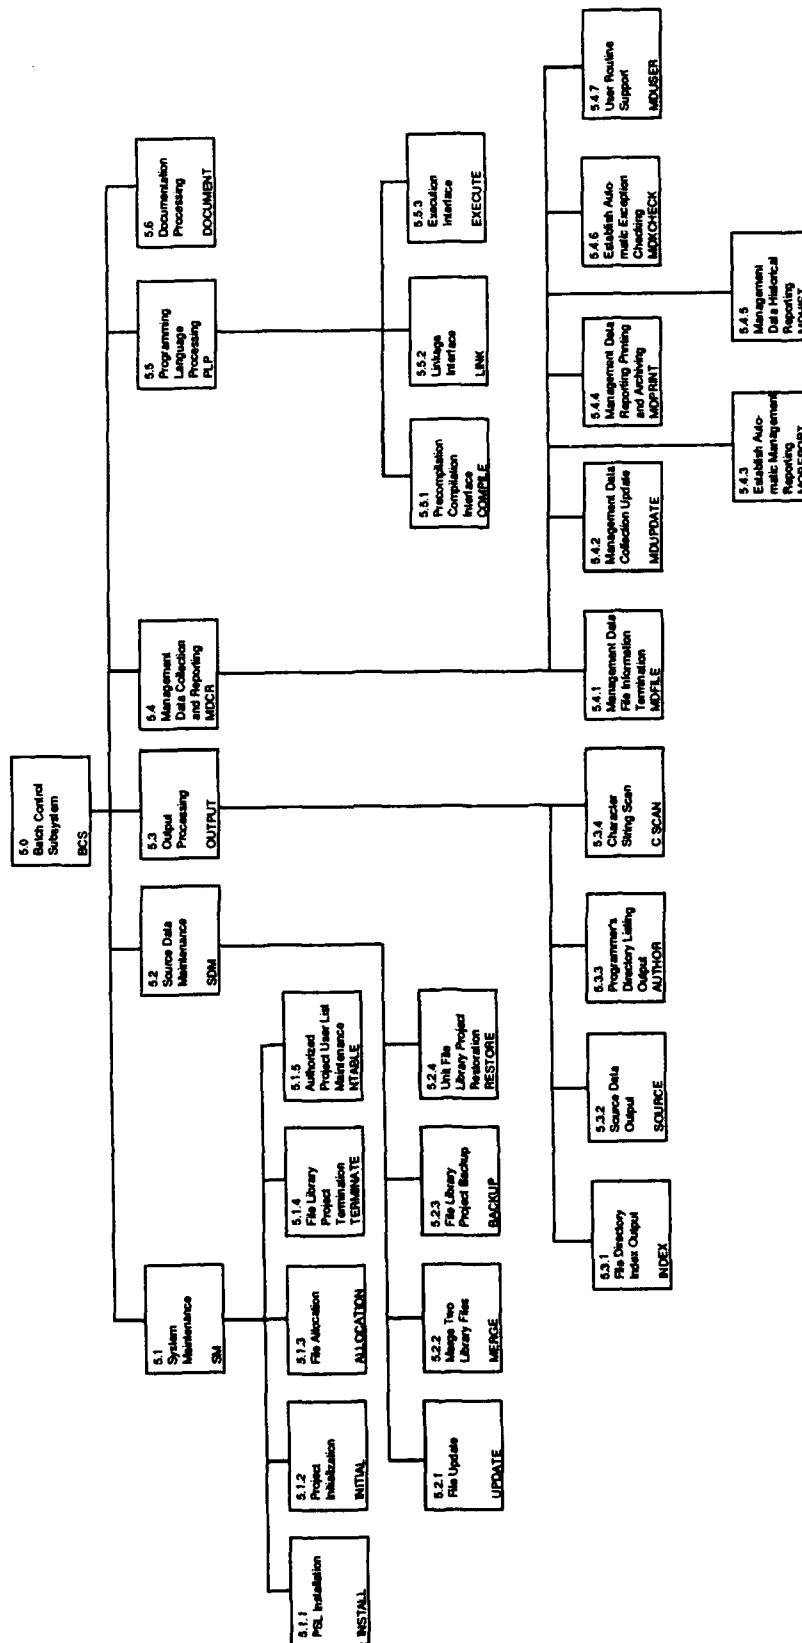 5.0
Batch Control
Subsystem
BCS
5.1
System
Maintenance
SM
5.2
Source Data
Maintenance
SDM
5.3
Output
Processing
OUTPUT
5.4
Management
Data Collection
and Reporting
MDCR
5.5
Programming
Language
Processing
PLP
5.6
Documentation
Processing
DOCUMENT
5.1.1
PSL Installation
INSTALL
5.1.2
Project
Initialization
INITIAL
5.1.3
File Allocation
ALLOCATION
5.1.4
File Library
Project
Termination
TERMINATE
5.1.5
Authorized
Project User List
Maintenance
NTABLE
5.2.1
File Update
UPDATE
5.2.2
Merge Two
Library Files
MERGE
5.2.3
File Library
Project Backup
BACKUP
5.2.4
Unit File
Library Project
Restoration
RESTORE
5.3.1
File Directory
Index Output
INDEX
5.3.2
Source Data
Output
SOURCE
5.3.3
Programmer's
Directory Listing
Output
AUTHOR
5.3.4
Character
String Scan
C SCAN
5.5.1
Precompilation
Compilation
Interface
COMPILE
5.5.2
Linkage
Interface
LINK
5.5.3
Execution
Interface
EXECUTE
5.4.1
Management Data
File Information
Termination
MDFILE
5.4.2
Management Data
Collection Update
MDUPDATE
5.4.3
Establish Auto-
matic Management
Reporting
5.4.4
Management Data
Reporting Printing
and Archiving
MDPRINT
5.4.5
Management
Data Historical
Reporting
5.4.6
Establish Auto-
matic Exception
Checking
MDXCHECK
5.4.7
User Routine
Support
MDUSER